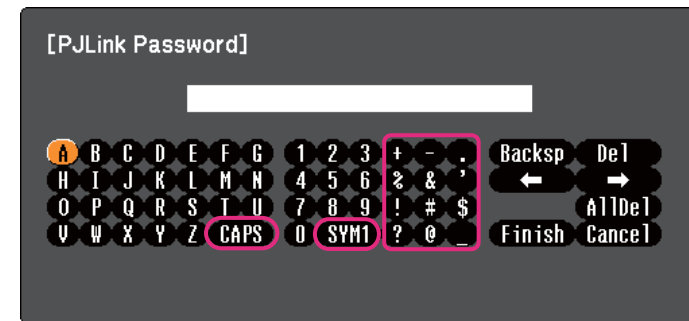 [PJLink Password]
A B C D E F G 1 2 3 + - . Backsp Del
H I J K L M N 4 5 6 % & ' ← →
O P Q R S T U 7 8 9 ! # $ AllDel
V W X Y Z CAPS 0 SYM1 ? @ _ Finish Cancel